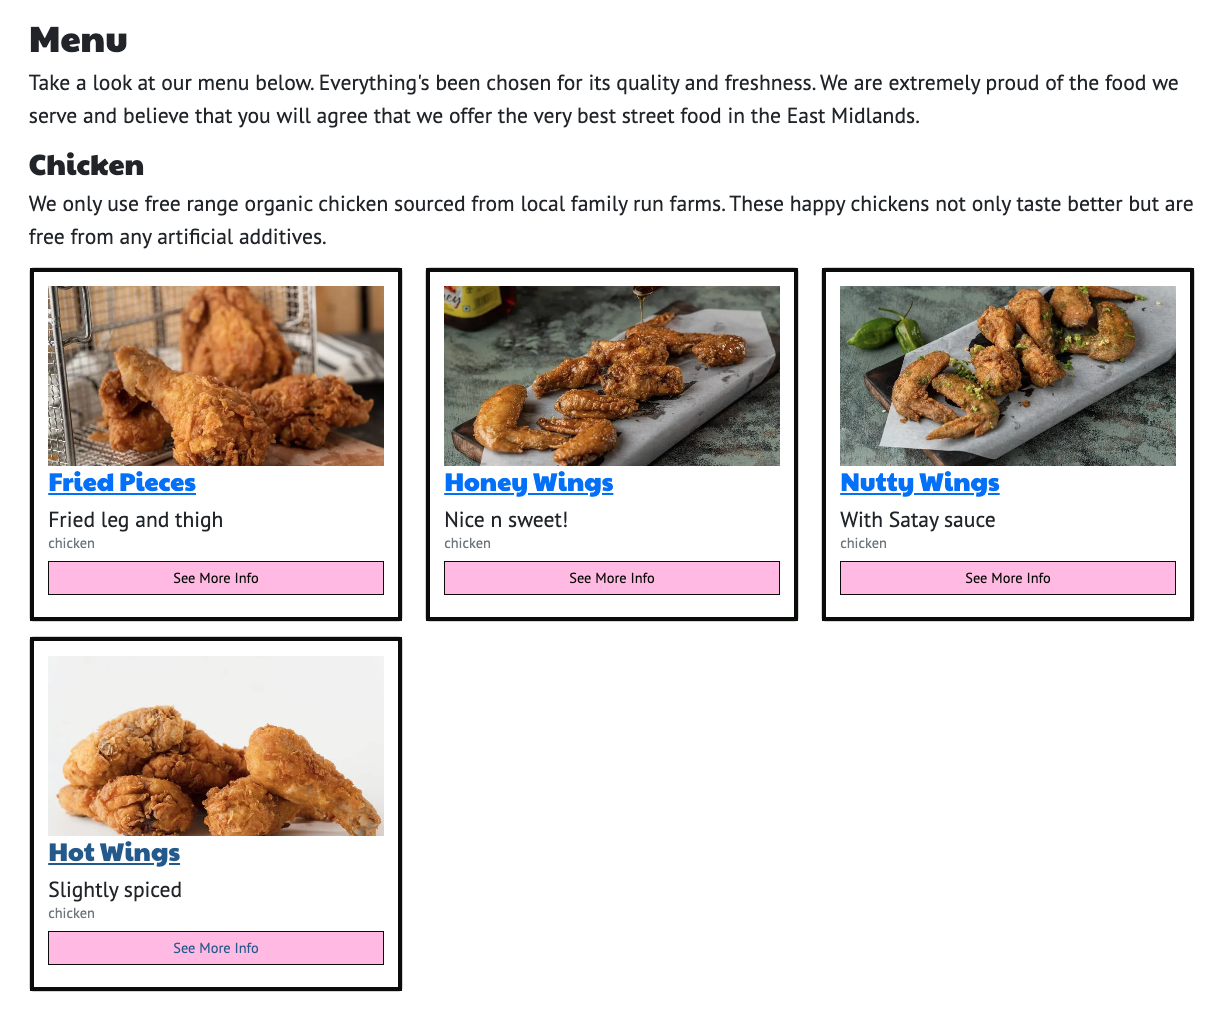 Menu
Take a look at our menu below. Everything's been chosen for its quality and freshness. We are extremely proud of the food we
serve and believe that you will agree that we offer the very best street food in the East Midlands.
Chicken
We only use free range organic chicken sourced from local family run farms. These happy chickens not only taste better but are
free from any artificial additives.
Fried Pieces
Fried leg and thigh
chicken
See More Info
Honey Wings
Nice n sweet!
chicken
See More Info
Nutty Wings
With Satay sauce
chicken
See More Info
Hot Wings
Slightly spiced
chicken
See More Info